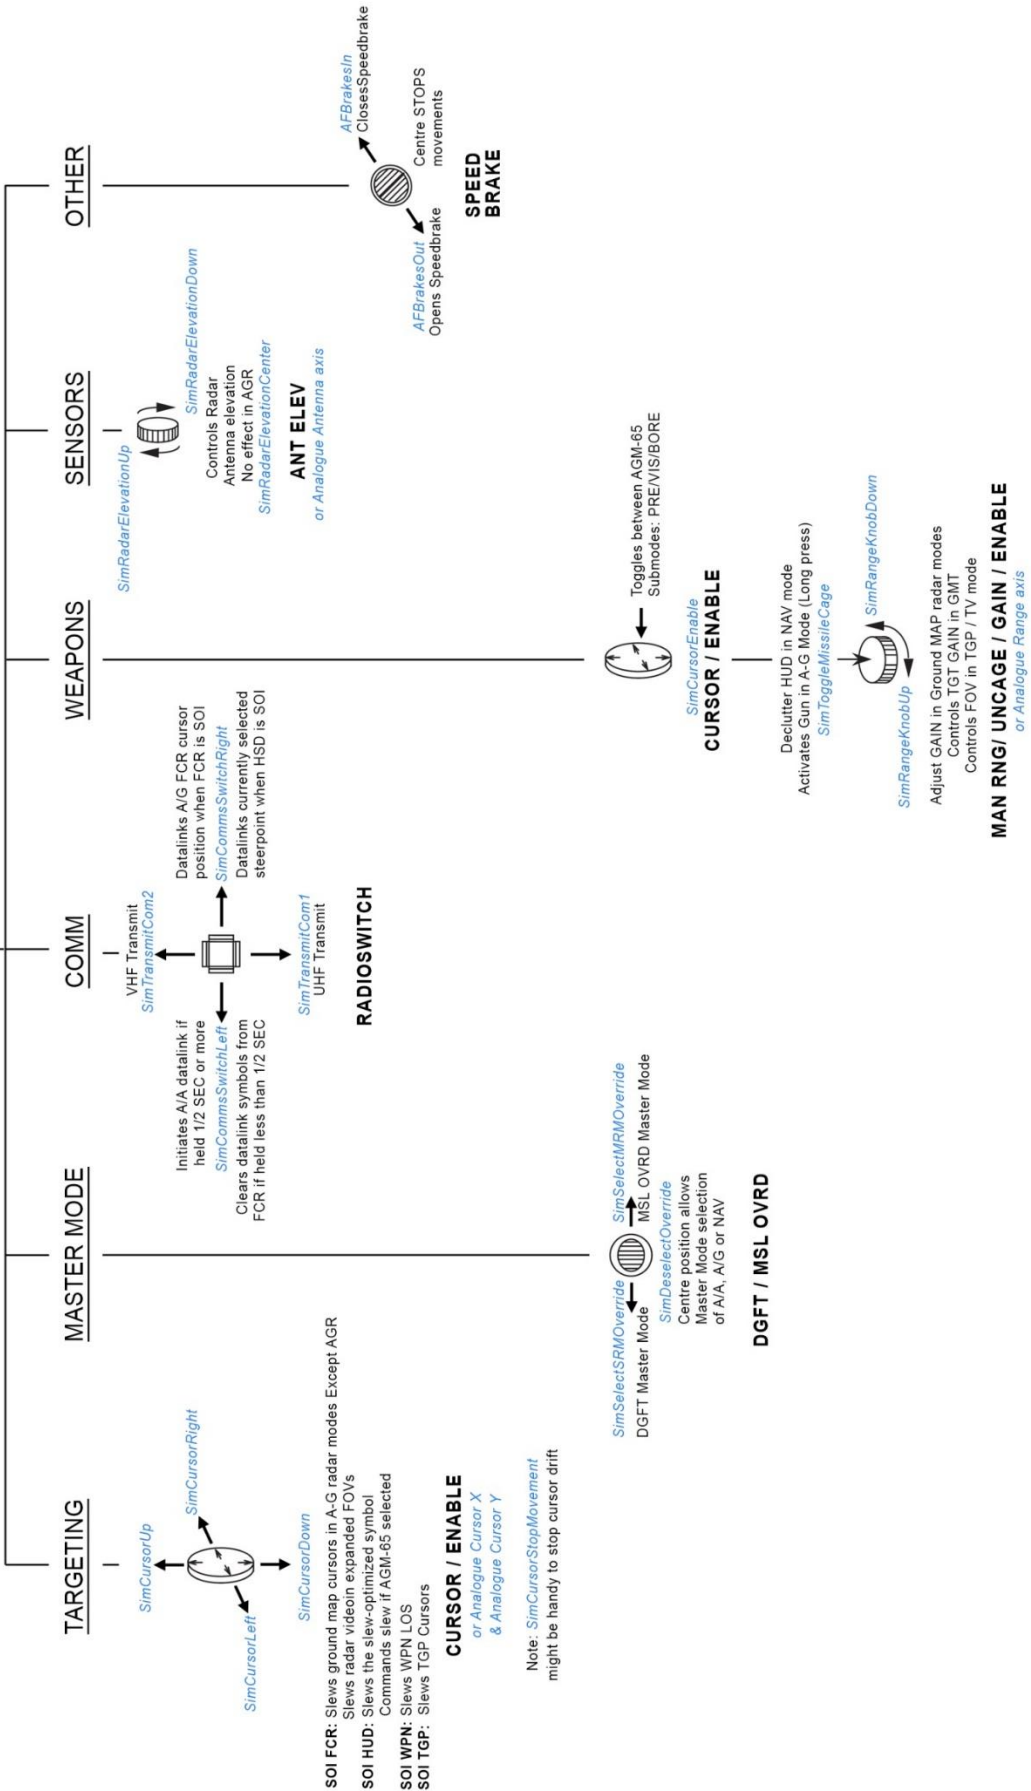 TARGETING
SimCursorUp
SimCursorRight
SimCursorLeft
SimCursorDown
SOI FCR: Slews ground map cursors in A-G radar modes Except AGR
Slews radar videoin expanded FOVs
SOI HUD: Slews the slew-optimized symbol
Commands slew if AGM-65 selected
SOI WPN: Slews WPN LOS
SOI TGP: Slews TGP Cursors
CURSOR / ENABLE
or Analogue Cursor X
& Analogue Cursor Y
Note: SimCursorStopMovement
might be handy to stop cursor drift
MASTER MODE
SimSelectSRMOverride
DGFT Master Mode
SimSelectMRMOverride
MSL OVRD Master Mode
SimDeselectOverride
Centre position allows
Master Mode selection
of A/A, A/G or NAV
DGFT / MSL OVRD
COMM
VHF Transmit
SimTransmitCom2
Initiates A/A datalink if
held 1/2 SEC or more
SimCommsSwitchLeft
Clears datalink symbols from
FCR if held less than 1/2 SEC
Datalinks A/G FCR cursor
position when FCR is SOI
SimCommsSwitchRight
Datalinks currently selected
steerpoint when HSD is SOI
SimTransmitCom1
UHF Transmit
RADIOSWITCH
WEAPONS
Toggles between AGM-65
Submodes: PRE/VIS/BORE
SimCursorEnable
CURSOR / ENABLE
Declutter HUD in NAV mode
Activates Gun in A-G Mode (Long press)
SimToggleMissileCage
SimRangeKnobUp
SimRangeKnobDown
Adjust GAIN in Ground MAP radar modes
Controls TGT GAIN in GMT
Controls FOV in TGP / TV mode
MAN RNG/ UNCAGE / GAIN / ENABLE
or Analogue Range axis
SENSORS
SimRadarElevationUp
SimRadarElevationDown
Controls Radar
Antenna elevation
No effect in AGR
SimRadarElevationCenter
ANT ELEV
or Analogue Antenna axis
OTHER
AFBrakesIn
ClosesSpeedbrake
AFBrakesOut
Opens Speedbrake
Centre STOPS
movements
SPEED
BRAKE